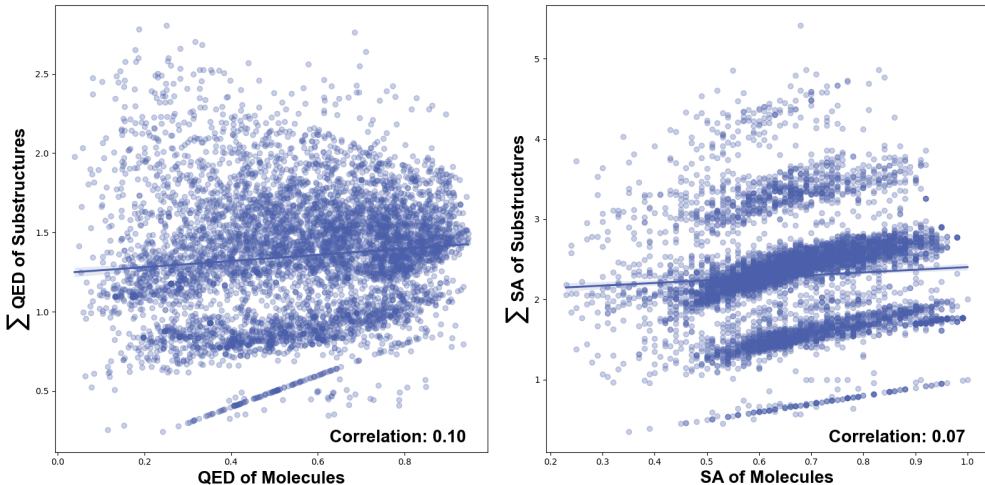 ∑ QED of Substructures
2.5
2.0
1.5
1.0
0.5
0.0 0.2 0.4 0.6 0.8
QED of Molecules
Correlation: 0.10
∑ SA of Substructures
5
4
3
2
1
0.2 0.3 0.4 0.5 0.6 0.7 0.8 0.9 1.0
SA of Molecules
Correlation: 0.07